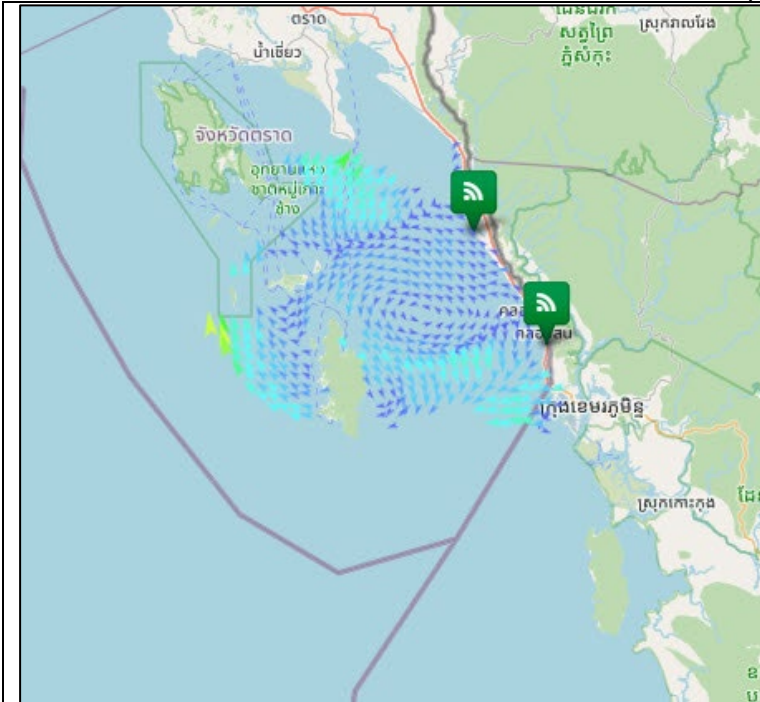 ตราด
น้ำเชี่ยว
ស្រុកវាលវែង
សត្វព្រៃ
ភ្នំសំកុះ
จังหวัดตราด
อุทยานแห่ง
ชาติหมู่เกาะ
ช้าง
ក្រុងខេមរភូមិន្ទ
ស្រុកកោះកុង